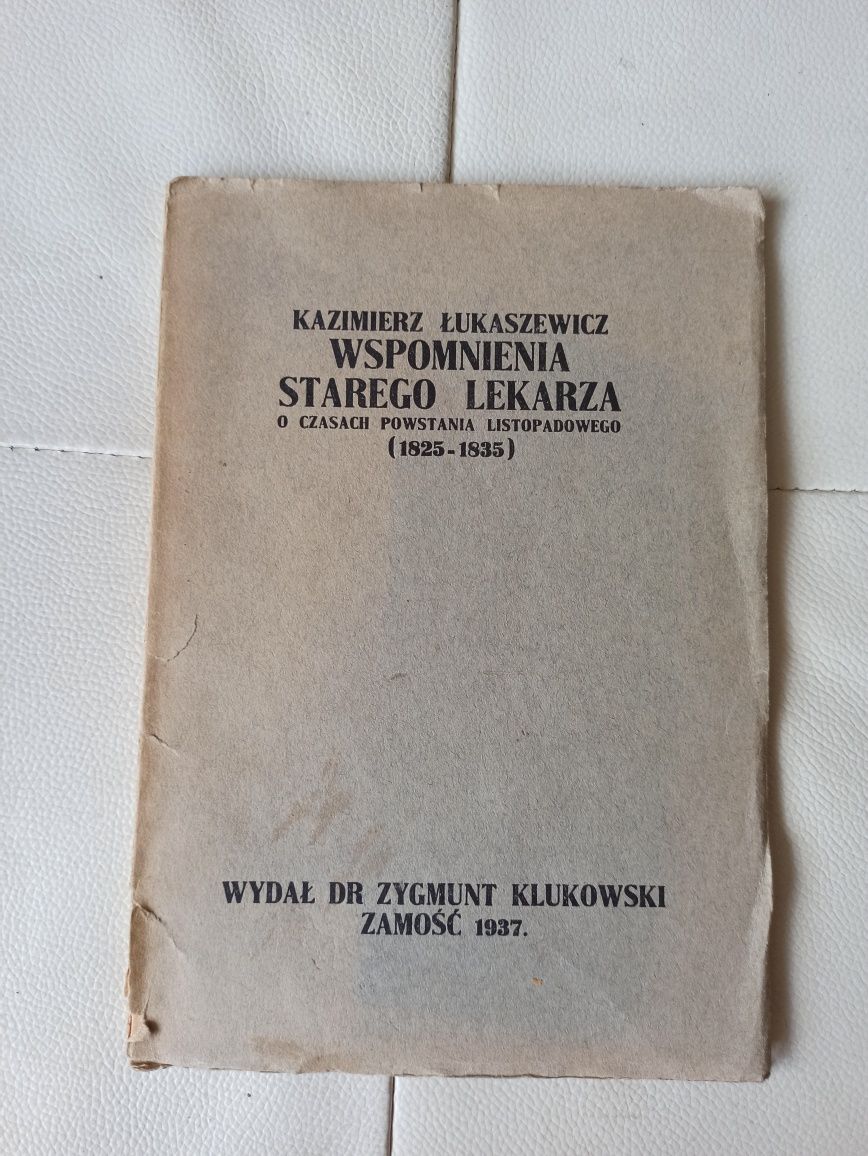 KAZIMIERZ ŁUKASZEWICZ
WSPOMNIENIA
STAREGO LEKARZA
O CZASACH POWSTANIA LISTOPADOWEGO
(1825-1835)
WYDAŁ DR ZYGMUNT KLUKOWSKI
ZAMOŚĆ 1937.